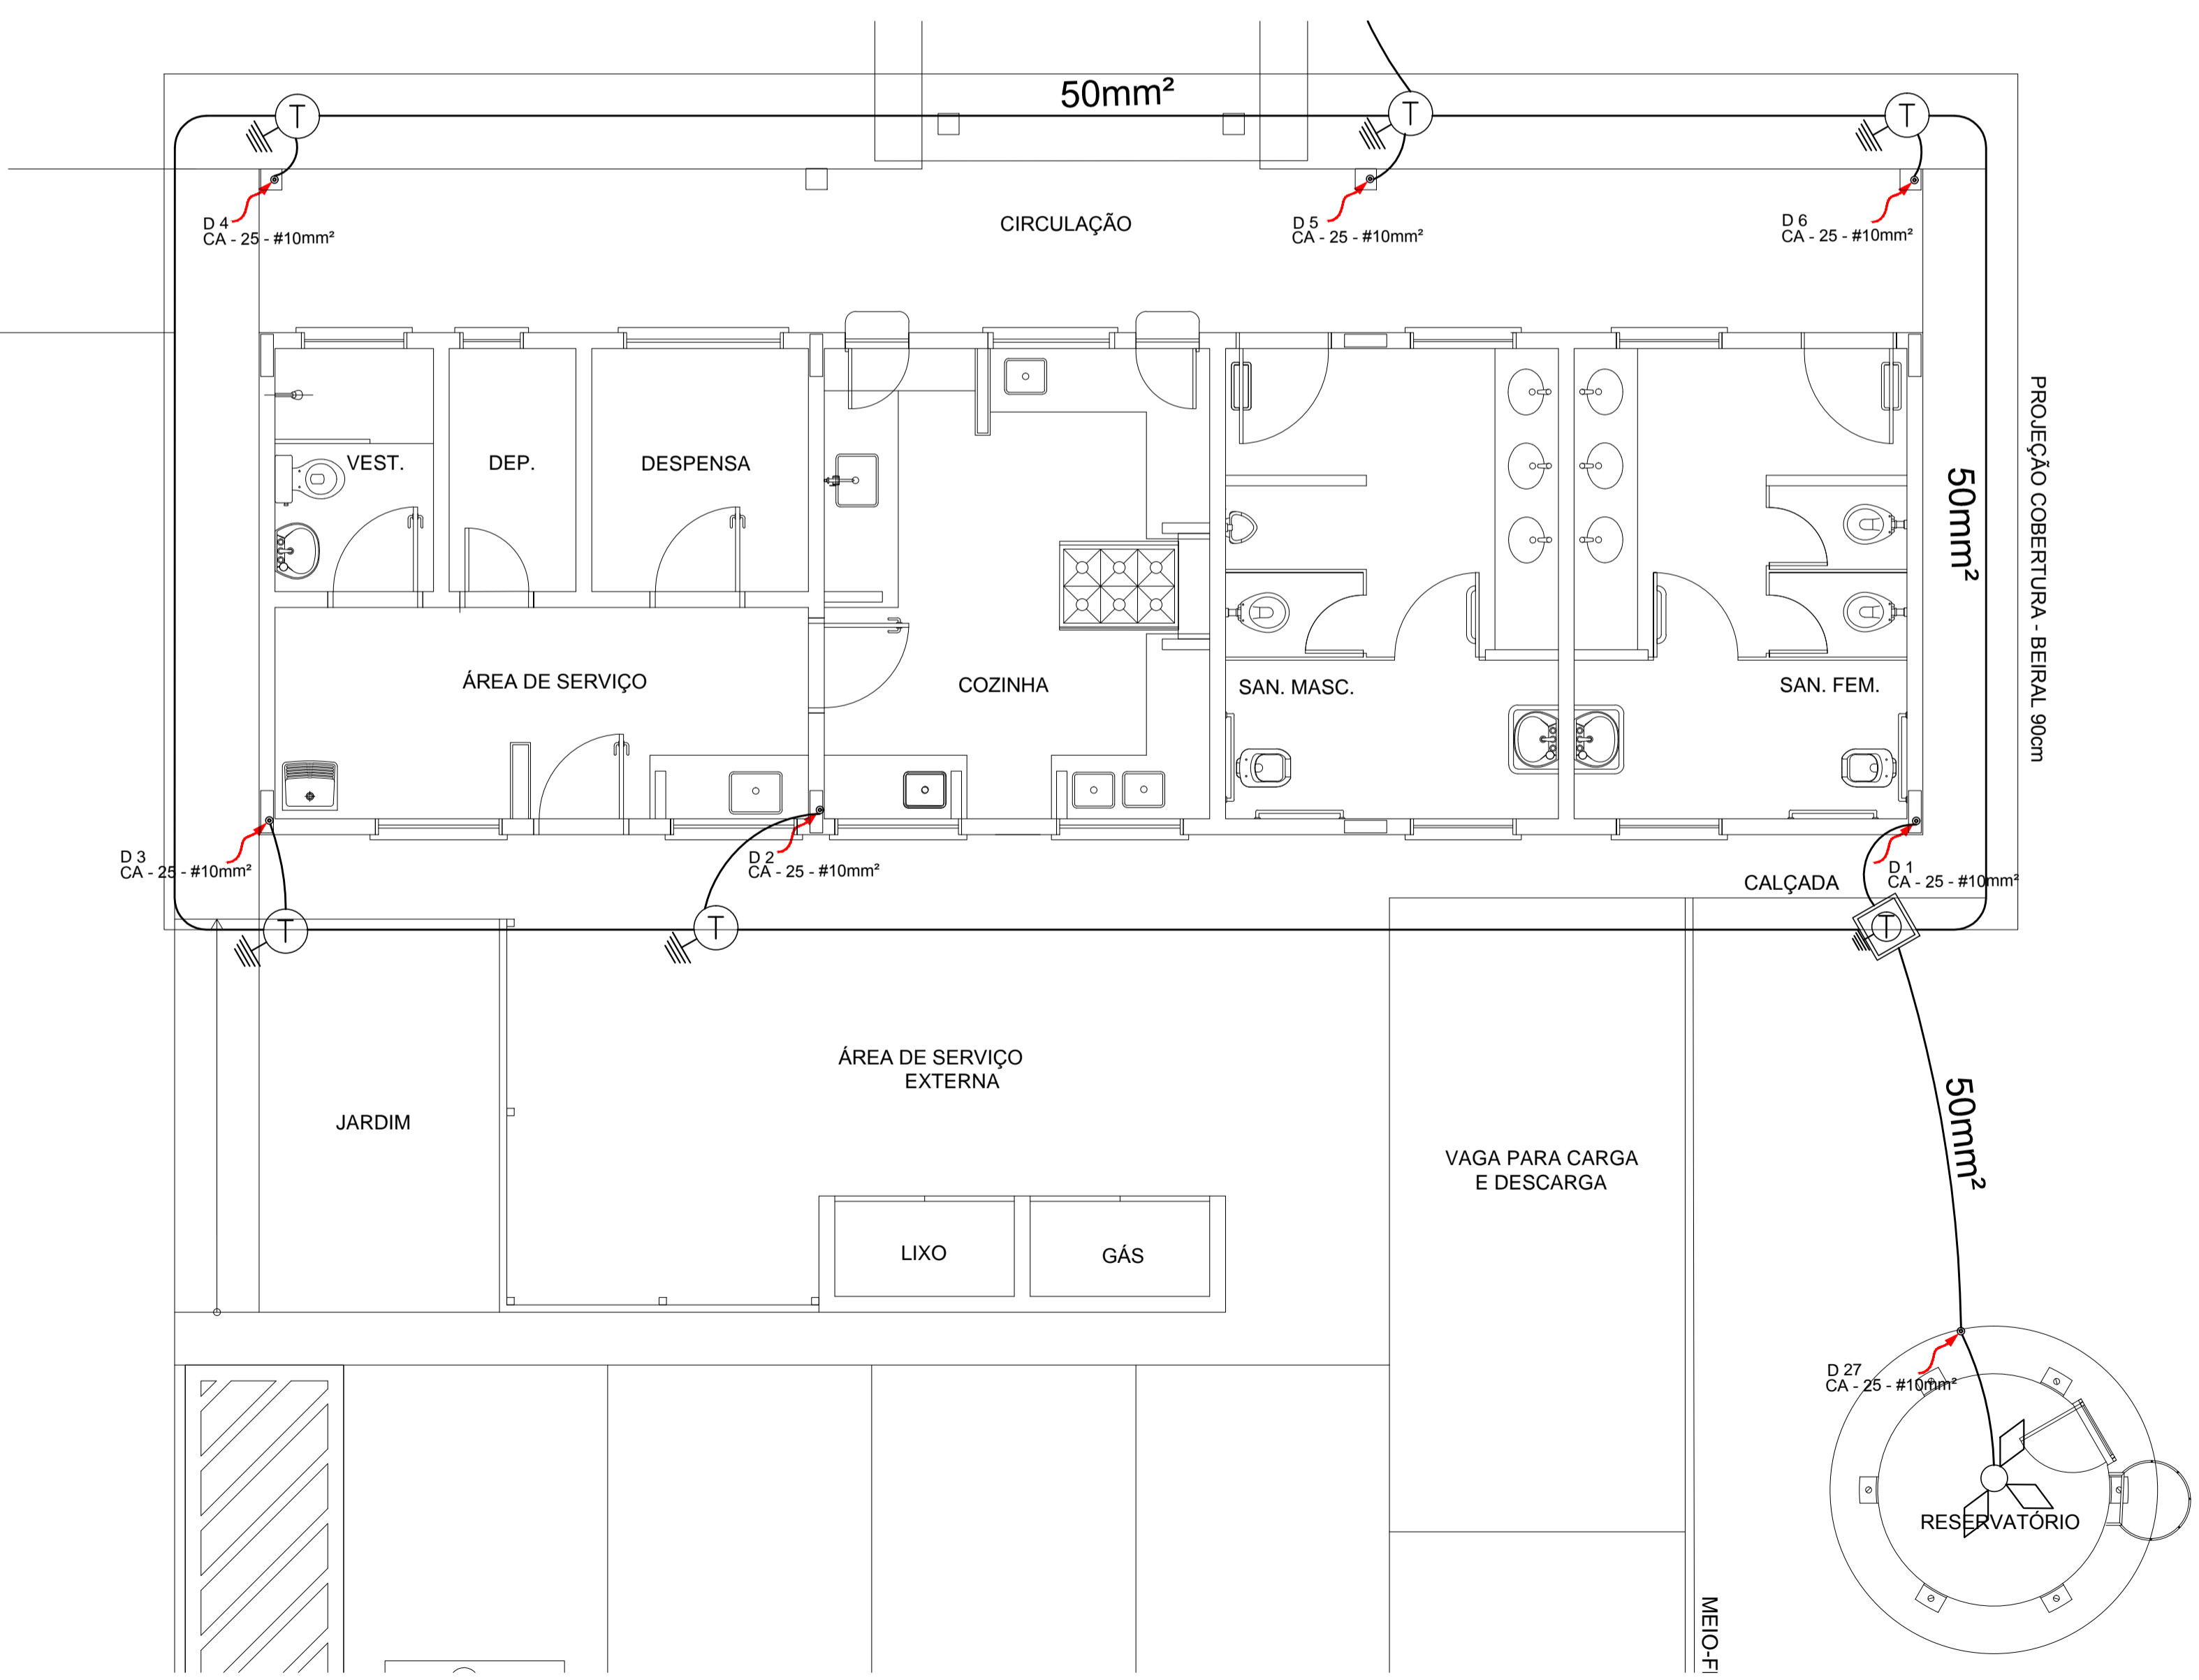 50mm²
T
T
T
D 4
CA - 25 - #10mm²
CIRCULAÇÃO
D 5
CA - 25 - #10mm²
D 6
CA - 25 - #10mm²
PROJEÇÃO COBERTURA - BEIRAL 90cm
VEST.
DEP.
DESPENSA
50mm²
ÁREA DE SERVIÇO
COZINHA
SAN. MASC.
SAN. FEM.
D 3
CA - 25 - #10mm²
D 2
CA - 25 - #10mm²
D 1
CA - 25 - #10mm²
CALÇADA
T
T
T
ÁREA DE SERVIÇO
EXTERNA
JARDIM
50mm²
VAGA PARA CARGA
E DESCARGA
LIXO
GÁS
D 27
CA - 25 - #10mm²
RESERVATÓRIO